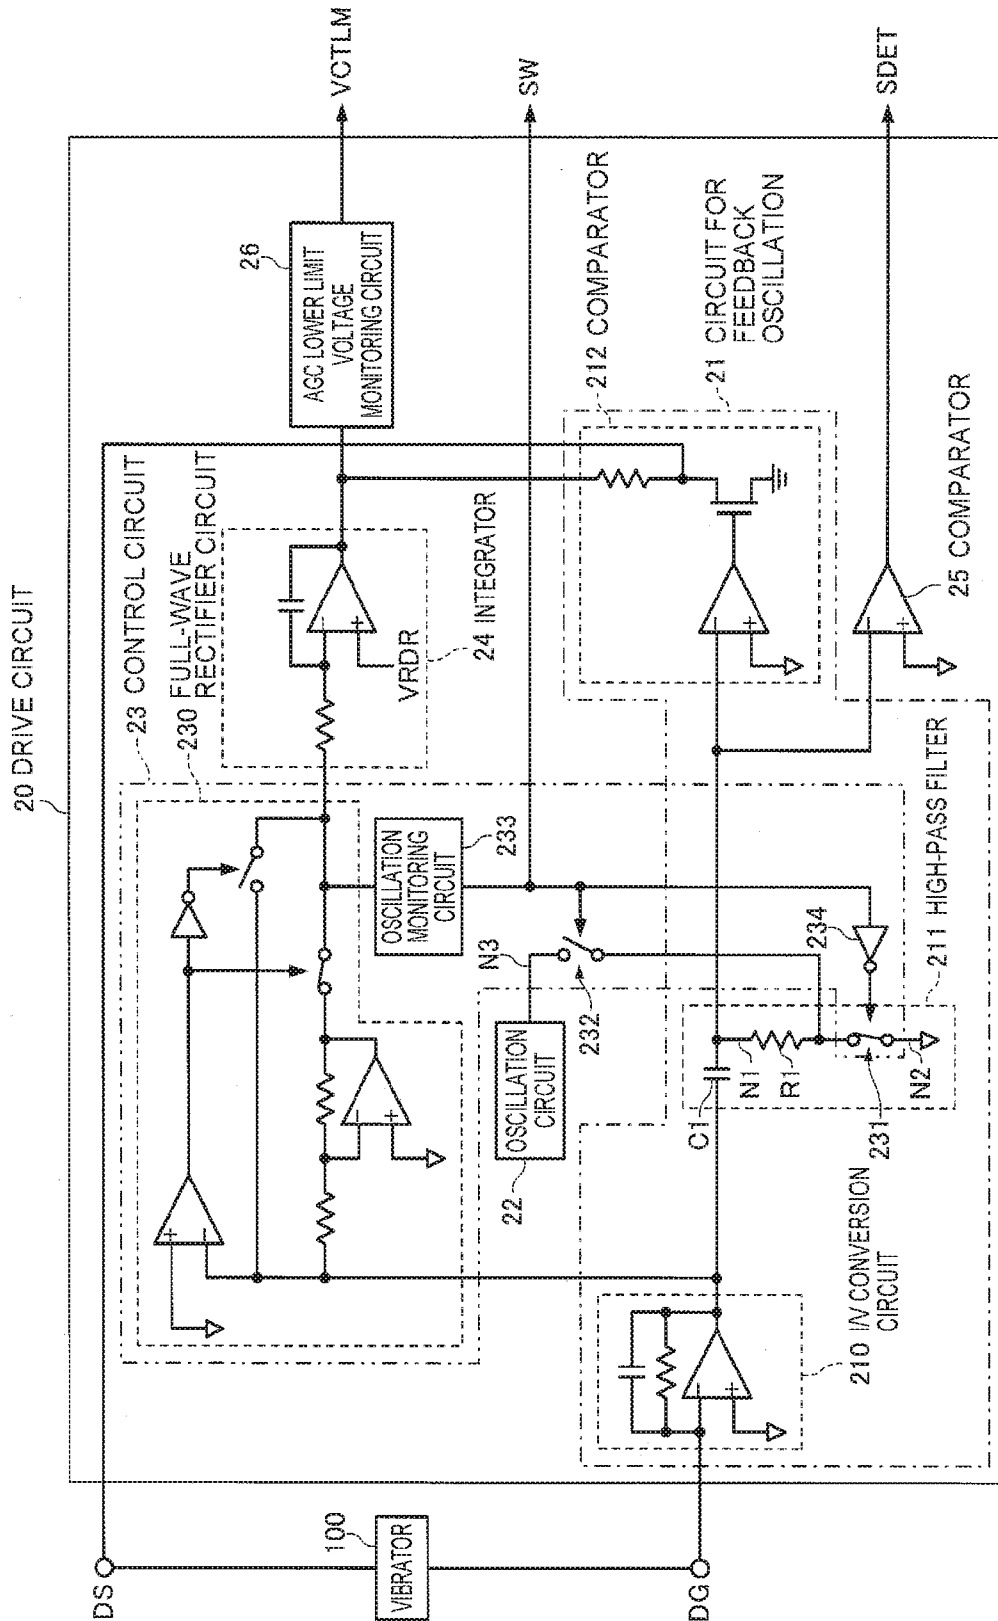 20 DRIVE CIRCUIT
23 CONTROL CIRCUIT
230 FULL-WAVE
RECTIFIER CIRCUIT
DS
100
VIBRATOR
DG
26
AGC LOWER LIMIT
VOLTAGE
MONITORING CIRCUIT
VCTLM
VRDR
24 INTEGRATOR
OSCILLATION
MONITORING
CIRCUIT
233
SW
N3
232
OSCILLATION
CIRCUIT
22
234
212 COMPARATOR
21 CIRCUIT FOR
FEEDBACK
OSCILLATION
C1
N1
R1
N2
231
211 HIGH-PASS FILTER
210 I/V CONVERSION
CIRCUIT
25 COMPARATOR
SDET